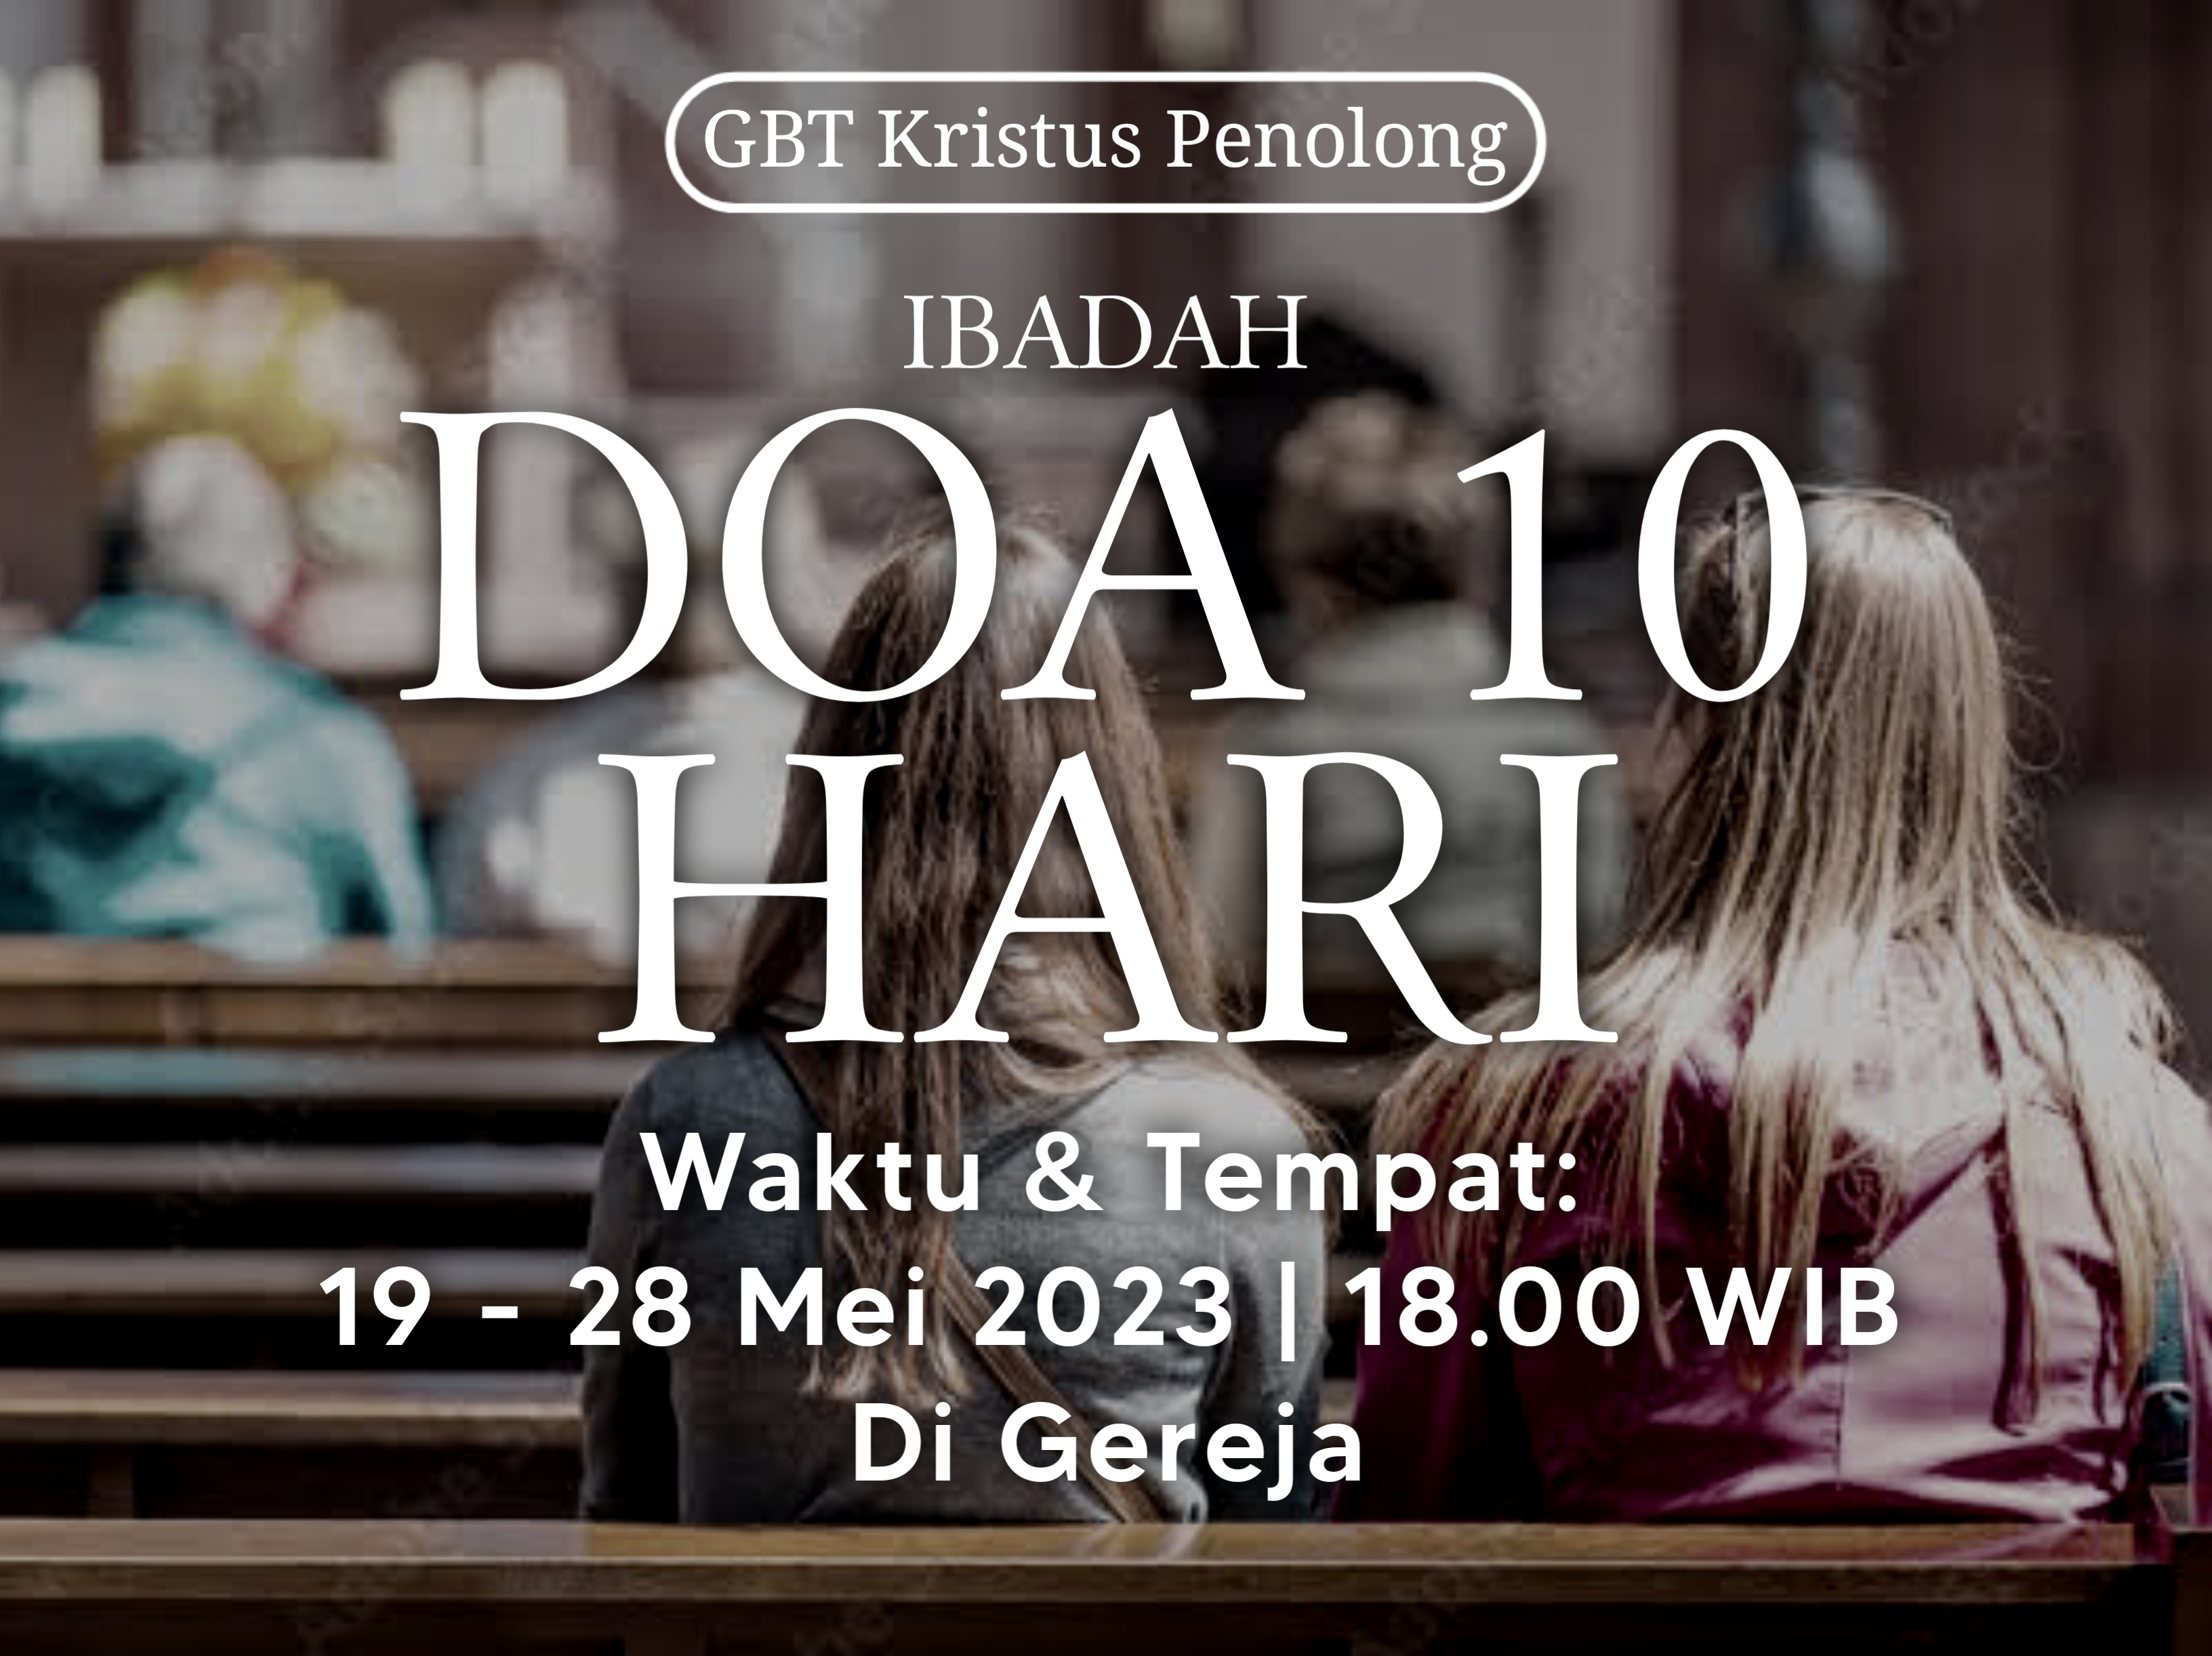 GBT Kristus Penolong
IBADAH
DOA 10
HARI
Waktu & Tempat:
19 - 28 Mei 2023 | 18.00 WIB
Di Gereja